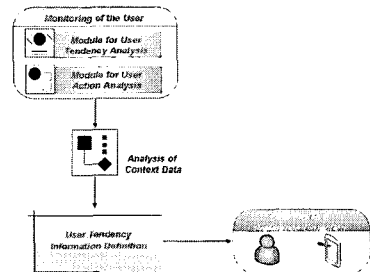 Monitoring of the User
Module for User
Tendency Analysis
Module for User
Action Analysis
Analysis of
Context Data
User Tendency
Information Definition